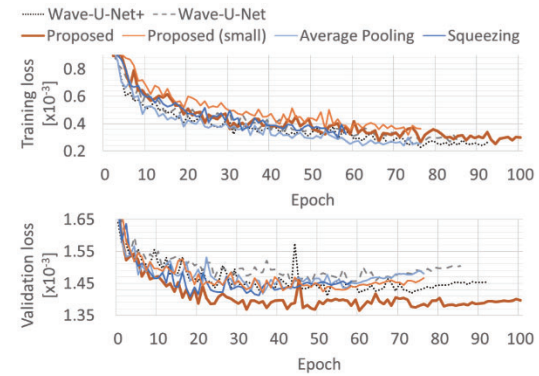 Wave-U-Net+ Wave-U-Net
Proposed Proposed (small) Average Pooling Squeezing
Training loss
[x10-3]
0.8
0.6
0.4
0.2
0 10 20 30 40 50 60 70 80 90 100
Epoch
Validation loss
[x10-3]
1.65
1.55
1.45
1.35
0 10 20 30 40 50 60 70 80 90 100
Epoch